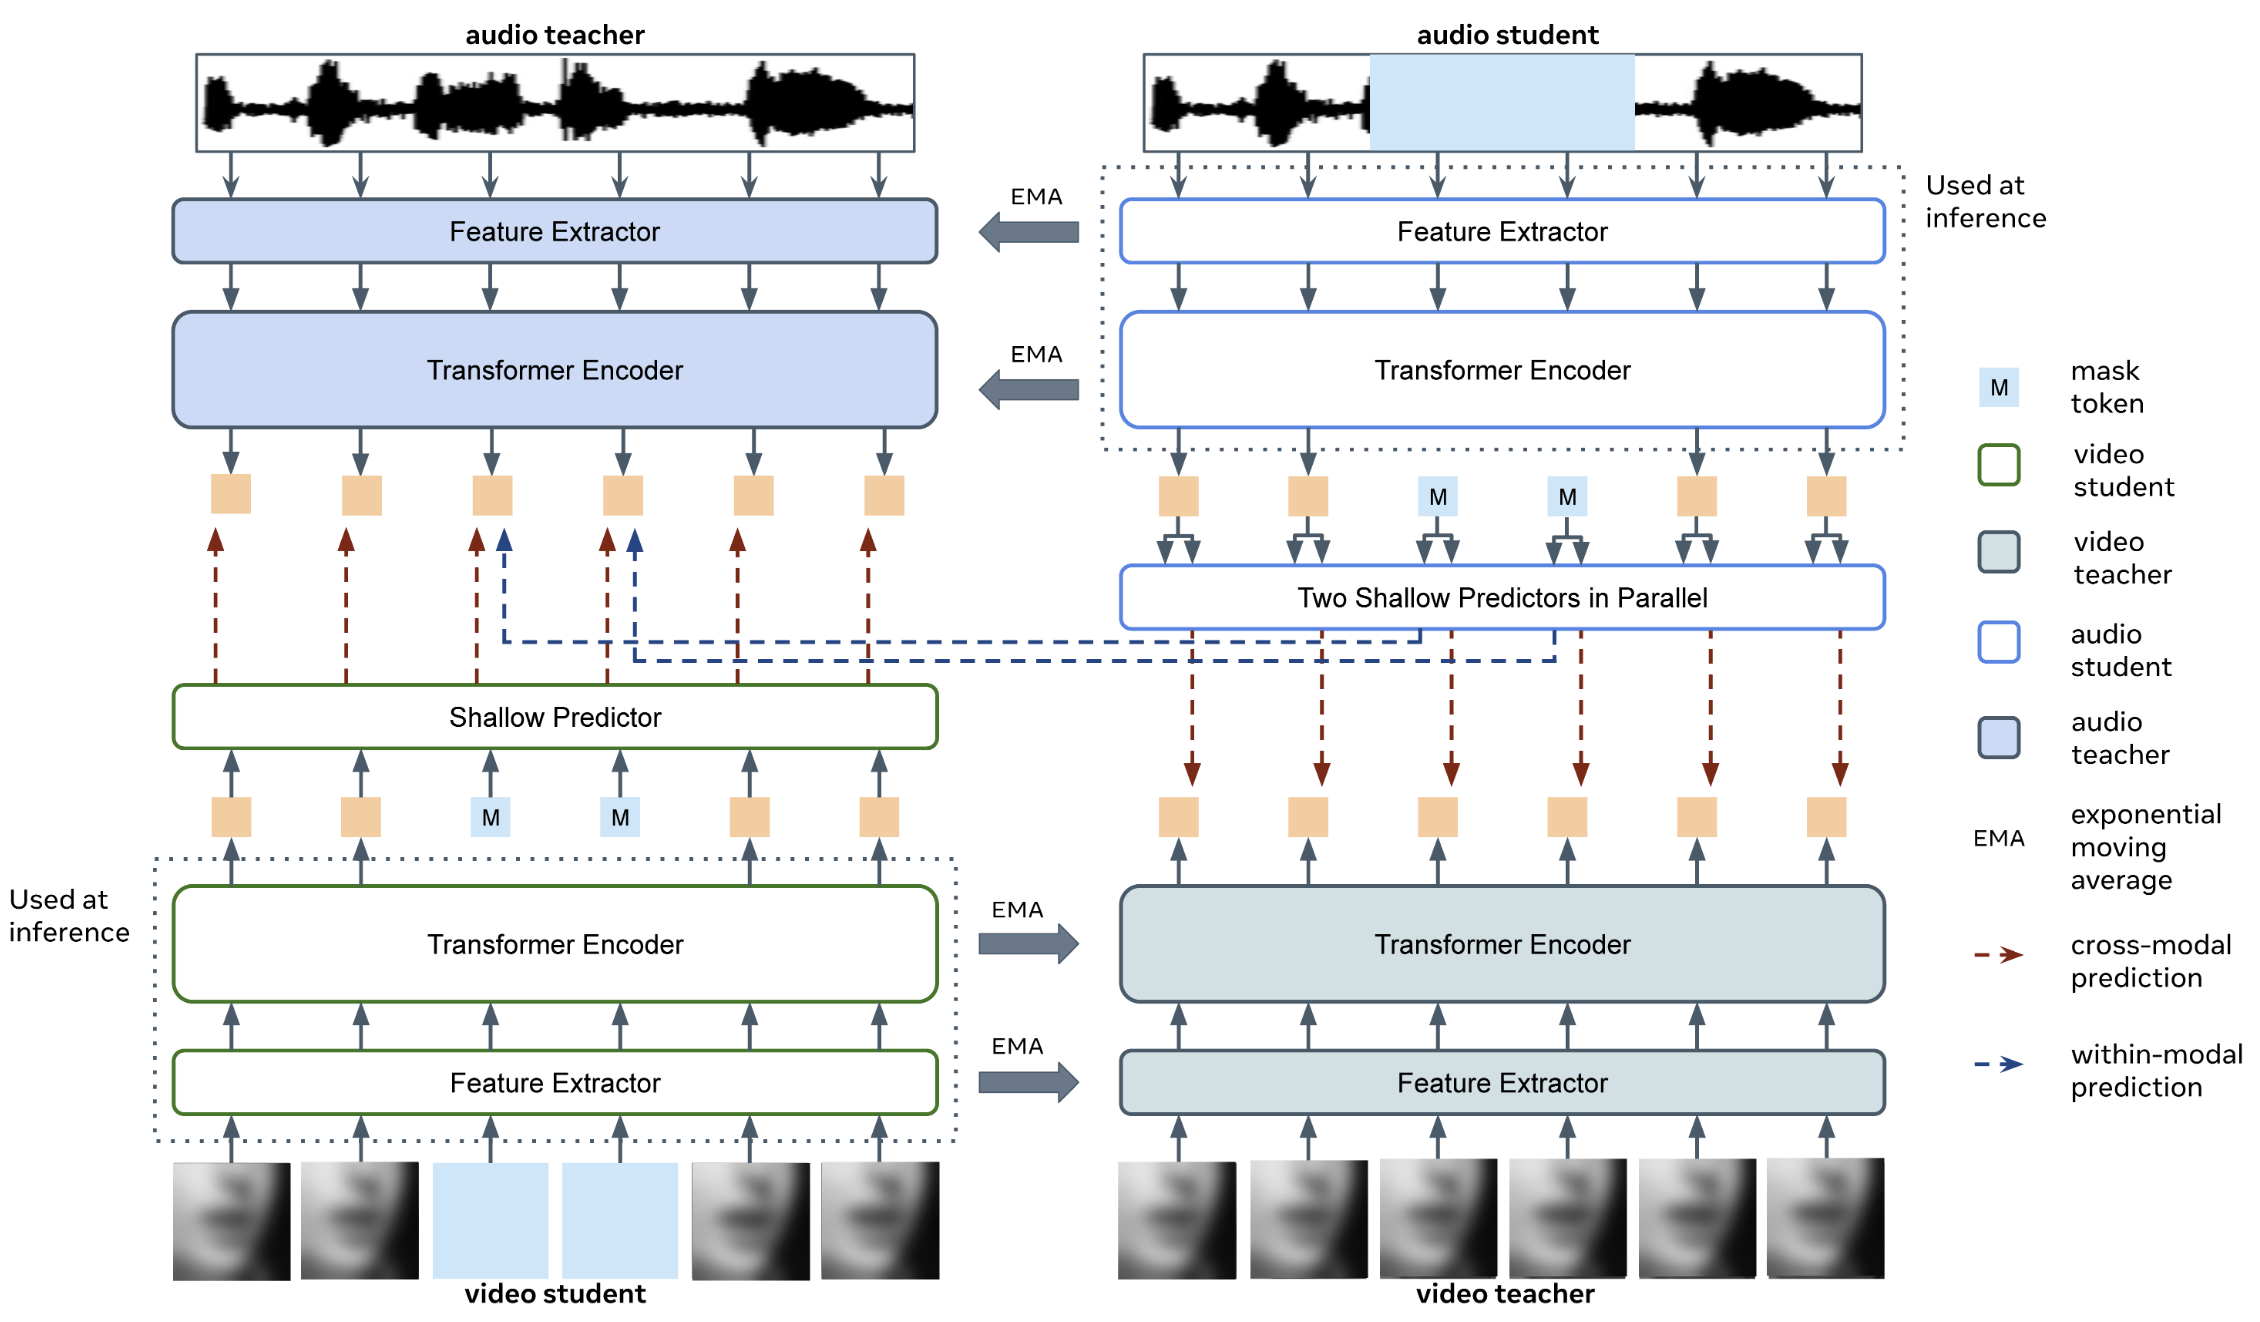 audio teacher
audio student
EMA
Used at
inference
Feature Extractor
Feature Extractor
EMA
Transformer Encoder
Transformer Encoder
M
M
Two Shallow Predictors in Parallel
Shallow Predictor
M
M
Used at
inference
EMA
Transformer Encoder
Transformer Encoder
EMA
Feature Extractor
Feature Extractor
video student
video teacher
M
mask
token
video
student
video
teacher
audio
student
audio
teacher
EMA
exponential
moving
average
cross-modal
prediction
within-modal
prediction